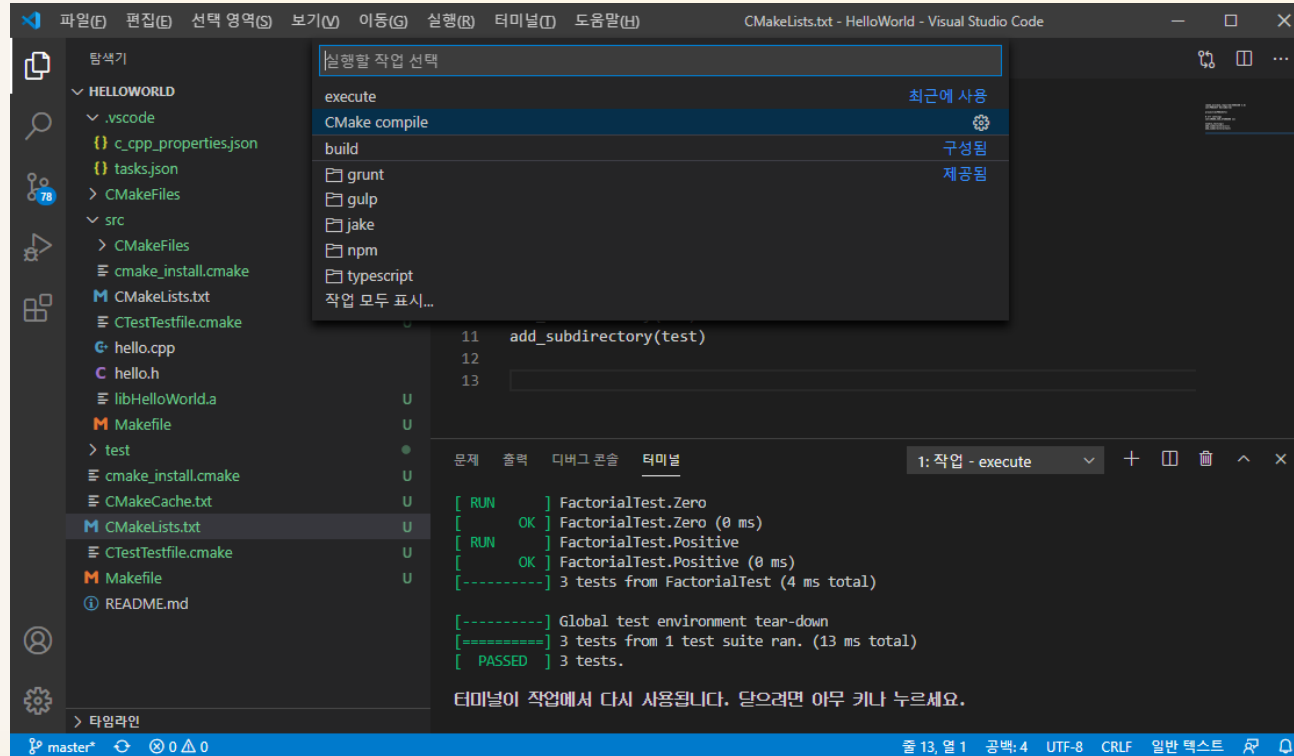 파일(F) 편집(E) 선택 영역(S) 보기(V) 이동(G) 실행(R) 터미널(T) 도움말(H) CMakeLists.txt - HelloWorld - Visual Studio Code
탐색기
HELLOWORLD
.vscode
c_cpp_properties.json
tasks.json
CMakeFiles
src
CMakeFiles
cmake_install.cmake
CMakeLists.txt
CTestTestfile.cmake
hello.cpp
hello.h
libHelloWorld.a U
Makefile U
test
cmake_install.cmake U
CMakeCache.txt U
CMakeLists.txt U
CTestTestfile.cmake U
Makefile U
README.md
타임라인
78
실행할 작업 선택
execute 최근에 사용
CMake compile
build 구성됨
grunt 제공됨
gulp
jake
npm
typescript
작업 모두 표시...
11 add_subdirectory(test)
12
13
문제 출력 디버그 콘솔 터미널 1: 작업 - execute
[ RUN      ] FactorialTest.Zero
[       OK ] FactorialTest.Zero (0 ms)
[ RUN      ] FactorialTest.Positive
[       OK ] FactorialTest.Positive (0 ms)
[----------] 3 tests from FactorialTest (4 ms total)
[----------] Global test environment tear-down
[==========] 3 tests from 1 test suite ran. (13 ms total)
[  PASSED  ] 3 tests.
터미널이 작업에서 다시 사용됩니다. 닫으려면 아무 키나 누르세요.
master* 0 0 줄 13, 열 1 공백: 4 UTF-8 CRLF 일반 텍스트